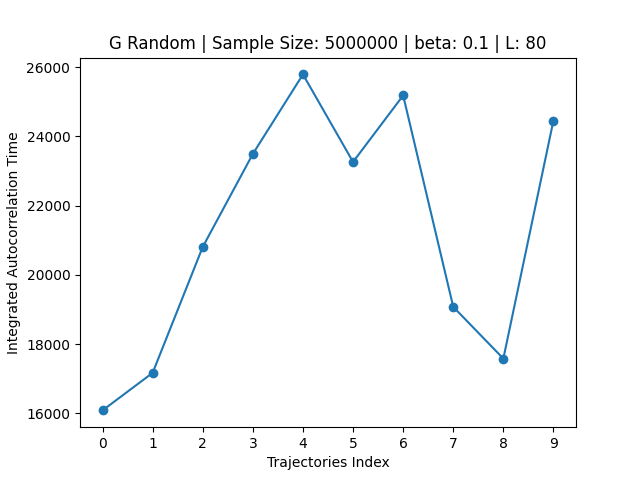 G Random | Sample Size: 5000000 | beta: 0.1 | L: 80
Integrated Autocorrelation Time
26000
24000
22000
20000
18000
16000
0 1 2 3 4 5 6 7 8 9
Trajectories Index